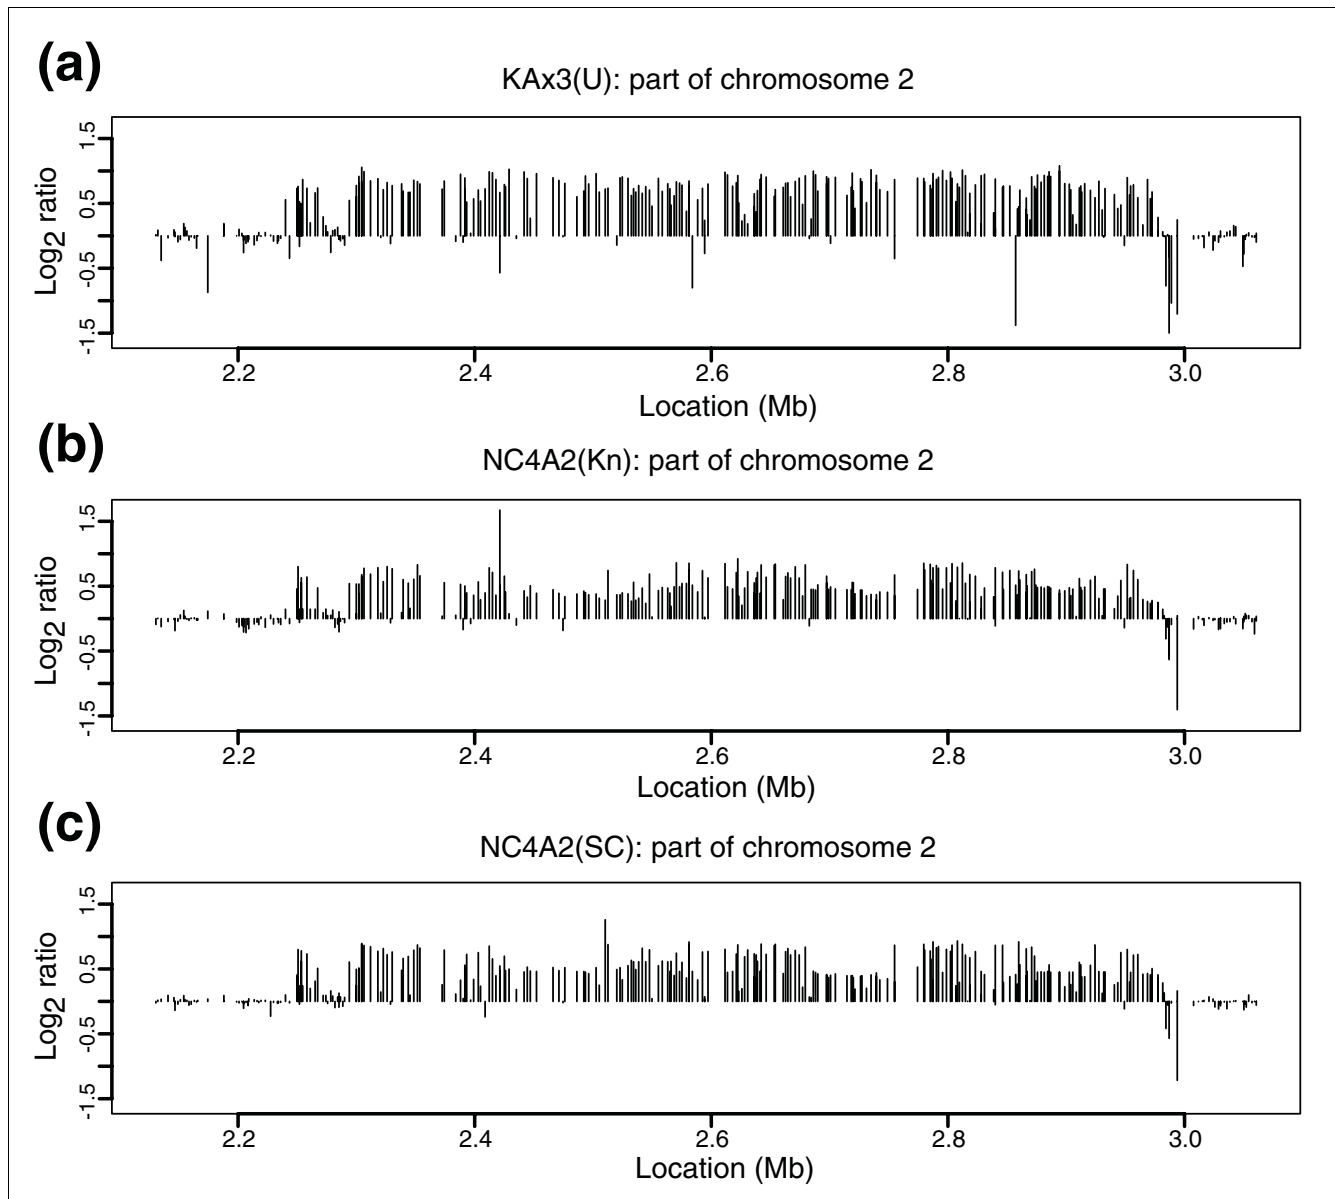 (a)
KAx3(U): part of chromosome 2
Log2 ratio
1.5
0.5
-0.5
-1.5
2.2 2.4 2.6 2.8 3.0
Location (Mb)
(b)
NC4A2(Kn): part of chromosome 2
Log2 ratio
1.5
0.5
-0.5
-1.5
2.2 2.4 2.6 2.8 3.0
Location (Mb)
(c)
NC4A2(SC): part of chromosome 2
Log2 ratio
1.5
0.5
-0.5
-1.5
2.2 2.4 2.6 2.8 3.0
Location (Mb)